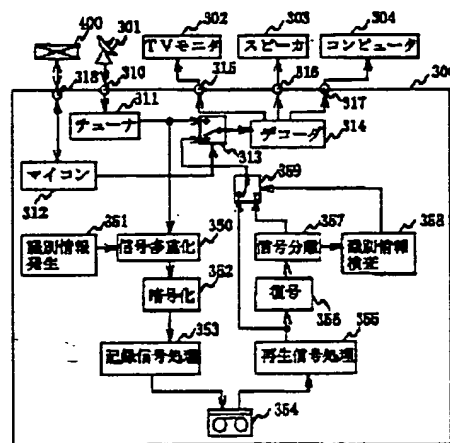 400
301
302
303
304
TVモニタ
スピーカ
コンピュータ
318
310
315
316
317
311
チューナ
デコーダ
314
313
マイコン
312
359
351
350
357
358
識別情報
発生
信号多重化
信号分離
識別情報
検査
352
暗号化
復号
356
353
355
記録信号処理
再生信号処理
354